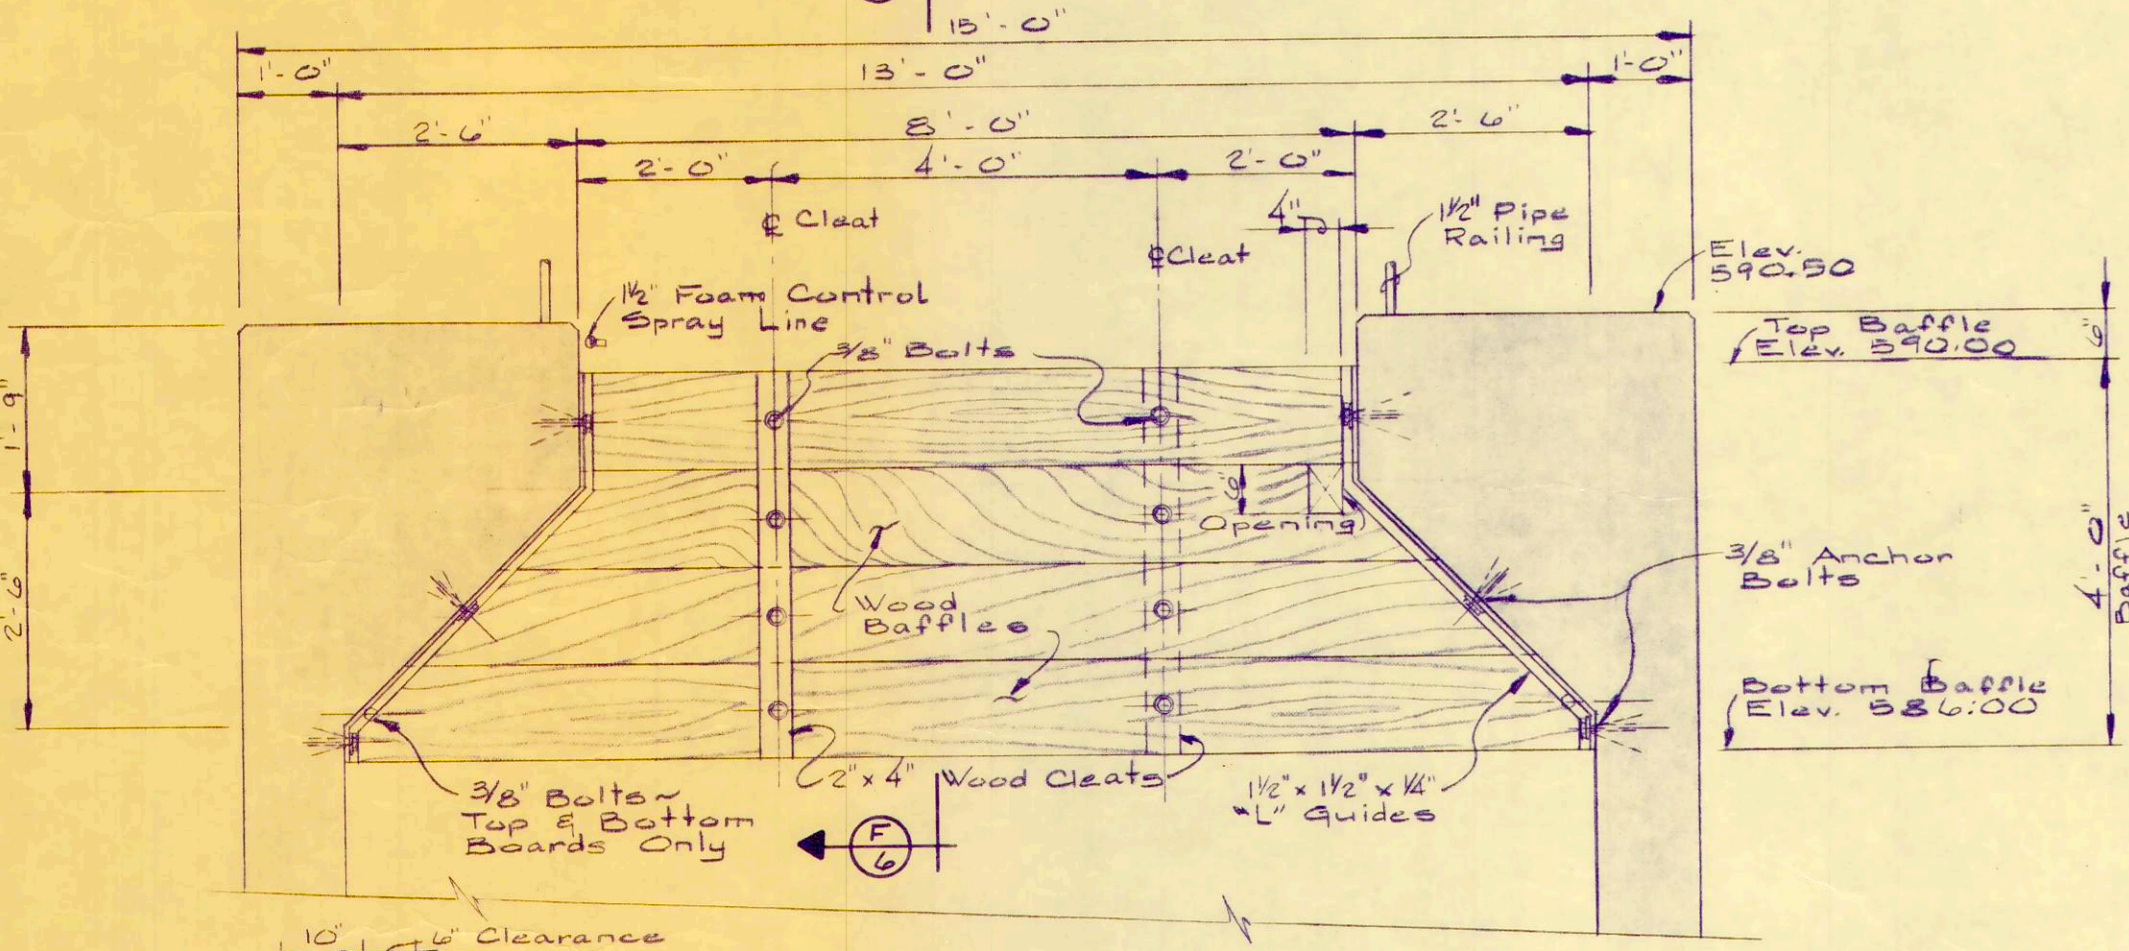 15'-0"
1'-0"
13'-0"
1'-0"
2'-6"
8'-0"
2'-6"
2'-0"
4'-0"
2'-0"
℄ Cleat
4"
1½" Pipe
Railing
℄ Cleat
Elev.
590.50
1½" Foam Control
Spray Line
3/8" Bolts
Top Baffle
Elev. 590.00
6"
1'-9"
6"
Opening
3/8" Anchor
Bolts
4'-0"
Baffle
2'-6"
Wood
Baffles
Bottom Baffle
Elev. 586.00
2" x 4"
Wood Cleats
1½" x 1½" x ¼"
"L" Guides
3/8" Bolts ~
Top & Bottom
Boards Only
F
6
10"
6" Clearance